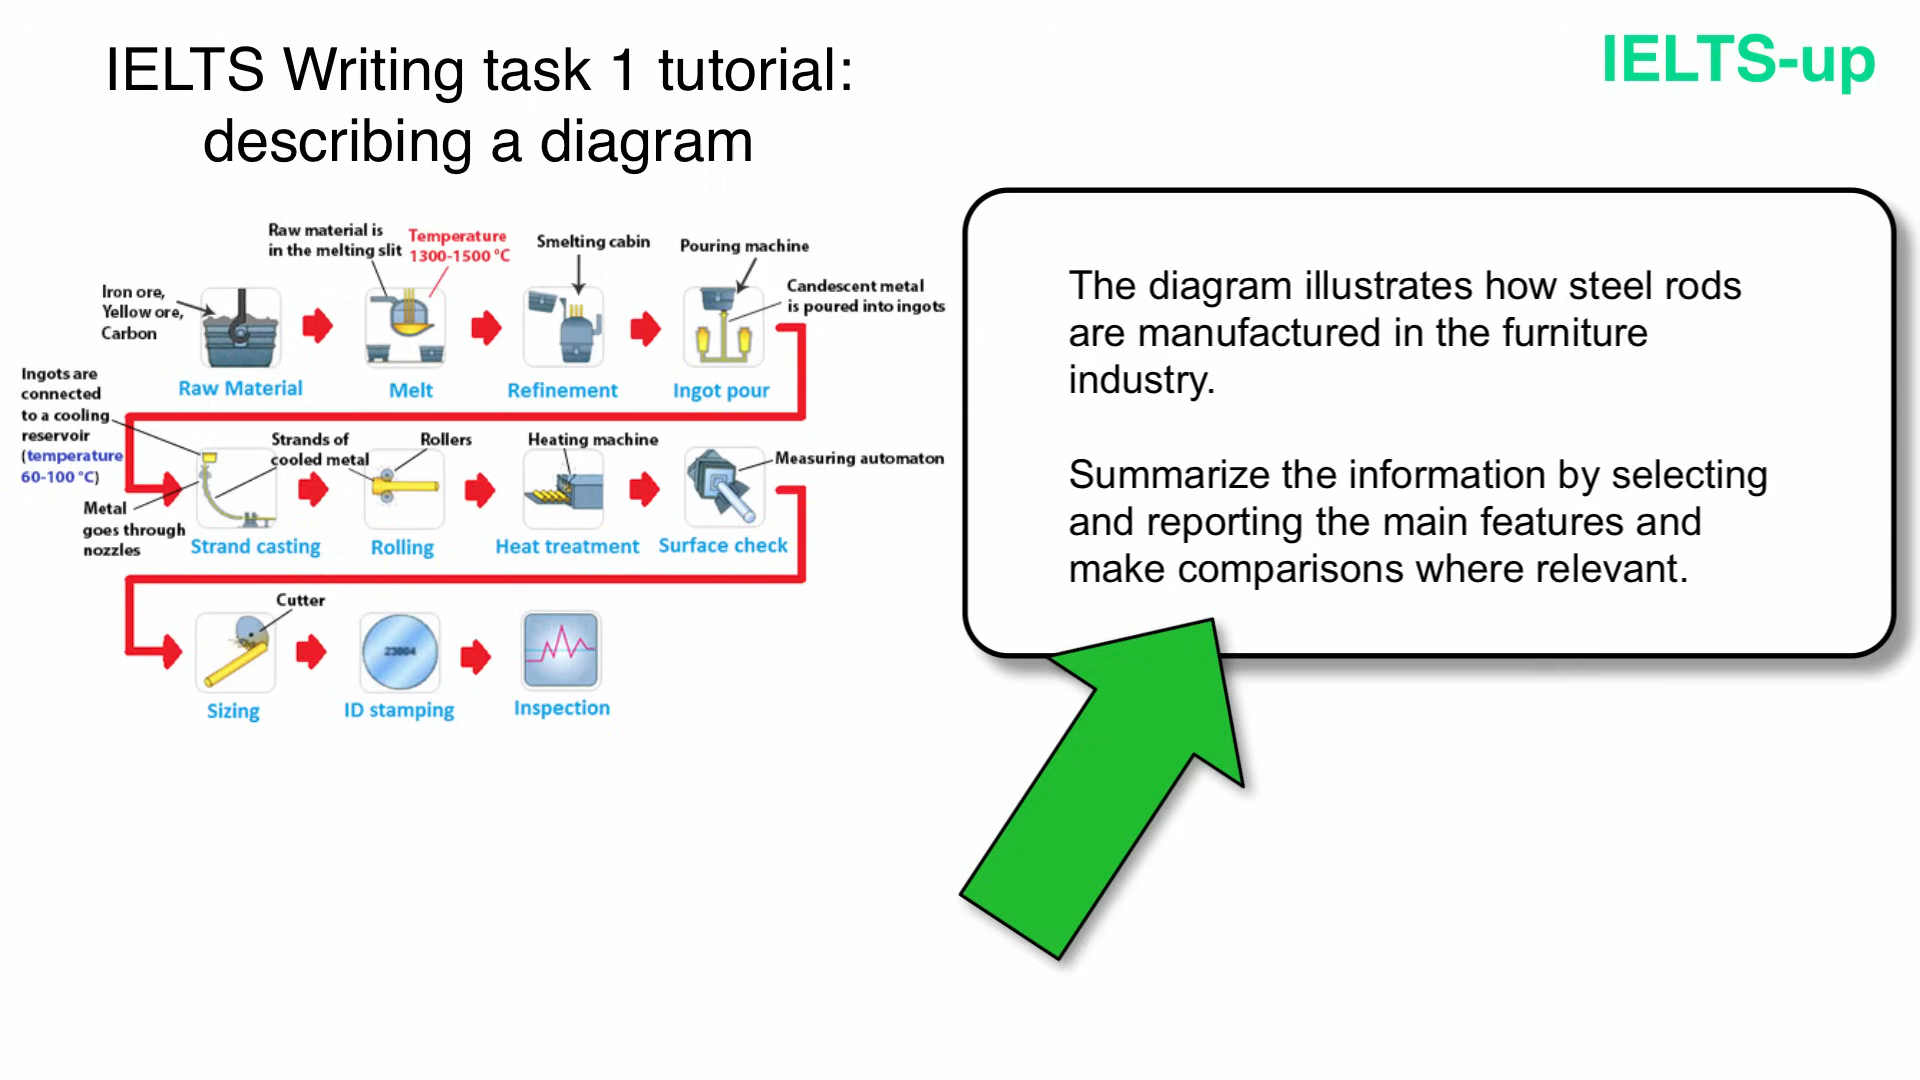 IELTS Writing task 1 tutorial:
describing a diagram
IELTS-up
Raw material is
in the melting slit
Temperature
1300-1500 °C
Smelting cabin
Pouring machine
Iron ore,
Yellow ore,
Carbon
Candescent metal
is poured into ingots
Raw Material
Melt
Refinement
Ingot pour
Ingots are
connected
to a cooling
reservoir
(temperature
60-100 °C)
Strands of
cooled metal
Rollers
Heating machine
Measuring automaton
Metal
goes through
nozzles
Strand casting
Rolling
Heat treatment
Surface check
Cutter
23004
Sizing
ID stamping
Inspection
The diagram illustrates how steel rods
are manufactured in the furniture
industry.
Summarize the information by selecting
and reporting the main features and
make comparisons where relevant.